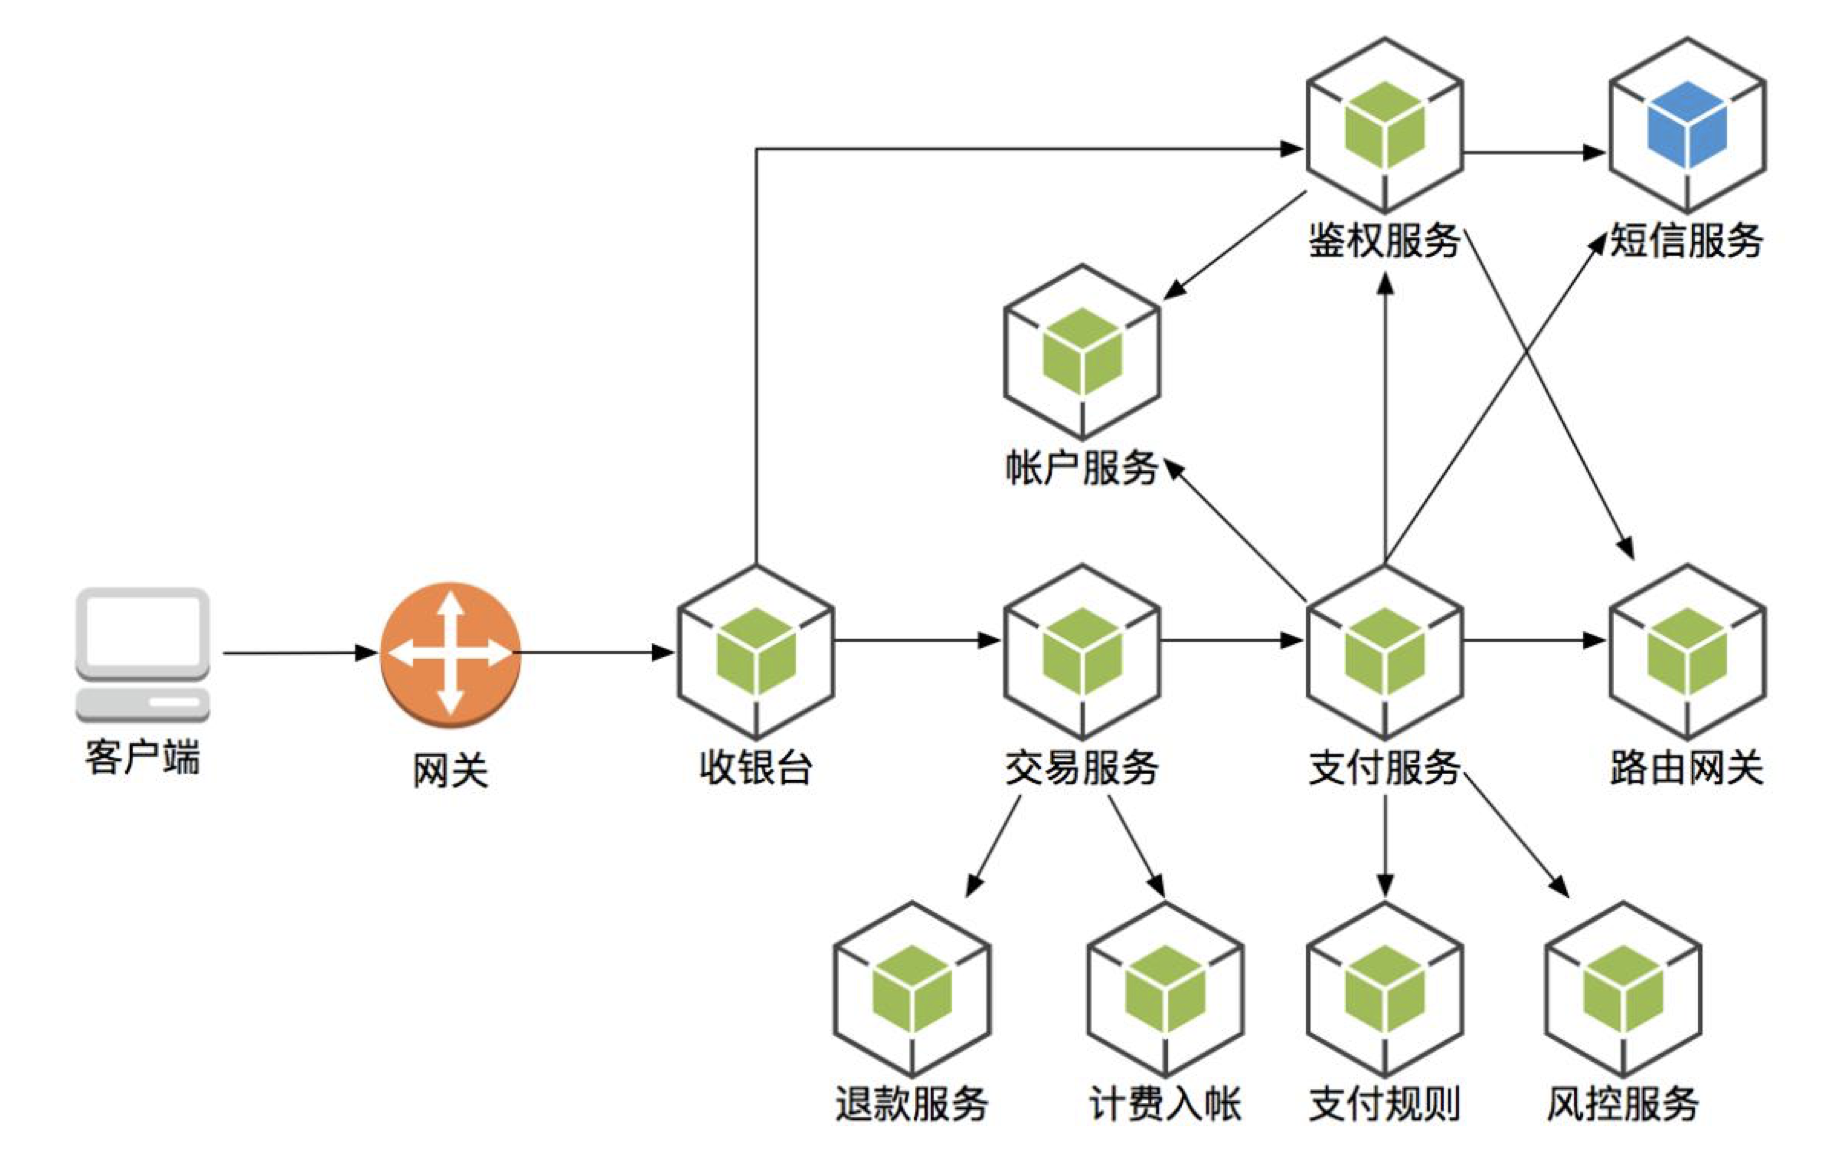 鉴权服务
短信服务
帐户服务
客户端
网关
收银台
交易服务
支付服务
路由网关
退款服务
计费入帐
支付规则
风控服务